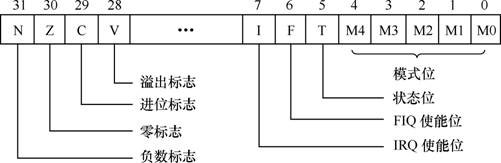 31 30 29 28 7 6 5 4 3 2 1 0
N Z C V ··· I F T M4 M3 M2 M1 M0
溢出标志 模式位
进位标志 状态位
零标志 FIQ 使能位
负数标志 IRQ 使能位